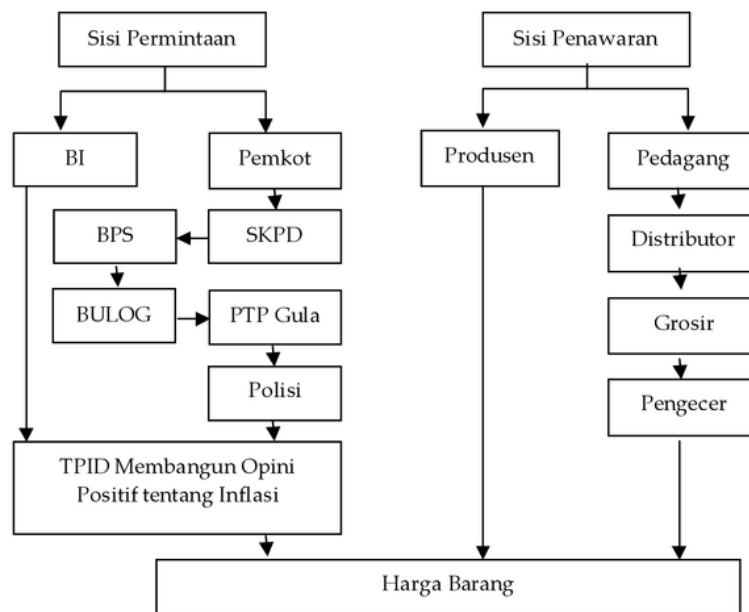 Sisi Permintaan
Sisi Penawaran
BI
Pemkot
Produsen
Pedagang
BPS
SKPD
Distributor
BULOG
PTP Gula
Grosir
Polisi
Pengecer
TPID Membangun Opini
Positif tentang Inflasi
Harga Barang